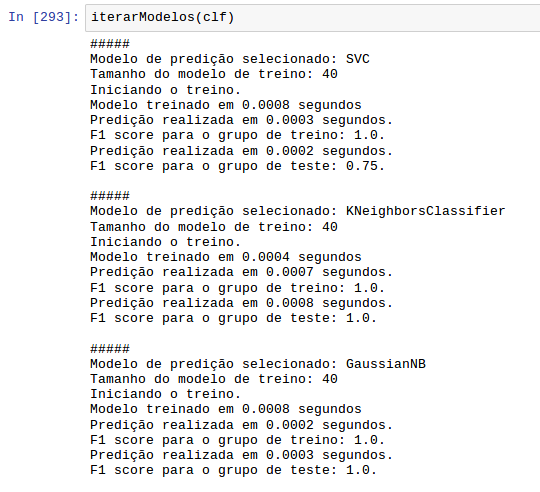 In [293]: iterarModelos(clf)
#####
Modelo de predição selecionado: SVC
Tamanho do modelo de treino: 40
Iniciando o treino.
Modelo treinado em 0.0008 segundos
Predição realizada em 0.0003 segundos.
F1 score para o grupo de treino: 1.0.
Predição realizada em 0.0002 segundos.
F1 score para o grupo de teste: 0.75.
#####
Modelo de predição selecionado: KNeighborsClassifier
Tamanho do modelo de treino: 40
Iniciando o treino.
Modelo treinado em 0.0004 segundos
Predição realizada em 0.0007 segundos.
F1 score para o grupo de treino: 1.0.
Predição realizada em 0.0008 segundos.
F1 score para o grupo de teste: 1.0.
#####
Modelo de predição selecionado: GaussianNB
Tamanho do modelo de treino: 40
Iniciando o treino.
Modelo treinado em 0.0008 segundos
Predição realizada em 0.0002 segundos.
F1 score para o grupo de treino: 1.0.
Predição realizada em 0.0003 segundos.
F1 score para o grupo de teste: 1.0.